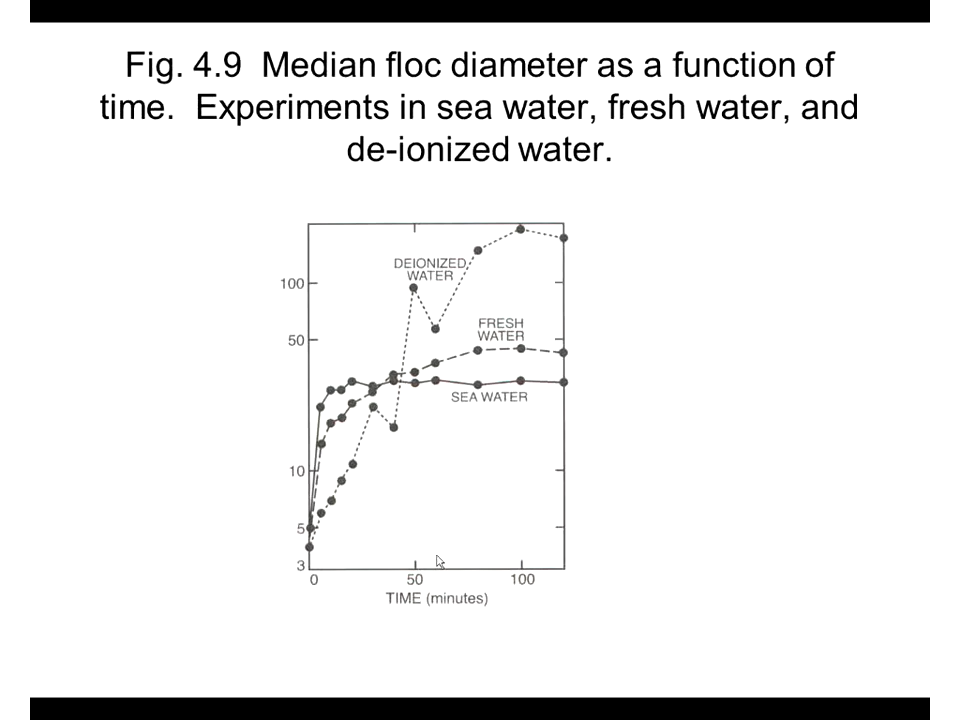 Fig. 4.9  Median floc diameter as a function of
time.  Experiments in sea water, fresh water, and
de-ionized water.
DEIONIZED
WATER
100
FRESH
WATER
50
SEA WATER
10
5
3
0 50 100
TIME (minutes)